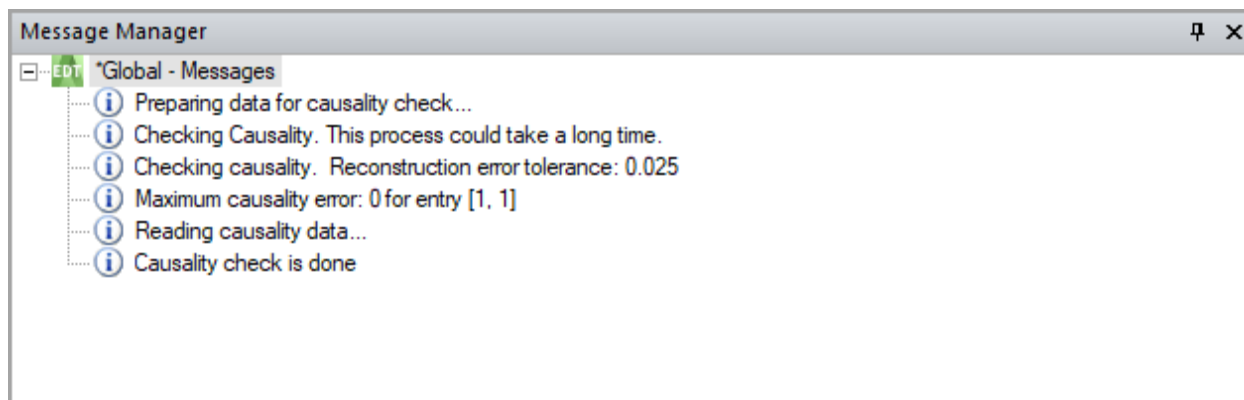 Message Manager
EDT *Global - Messages
Preparing data for causality check...
Checking Causality. This process could take a long time.
Checking causality.  Reconstruction error tolerance: 0.025
Maximum causality error: 0 for entry [1, 1]
Reading causality data...
Causality check is done